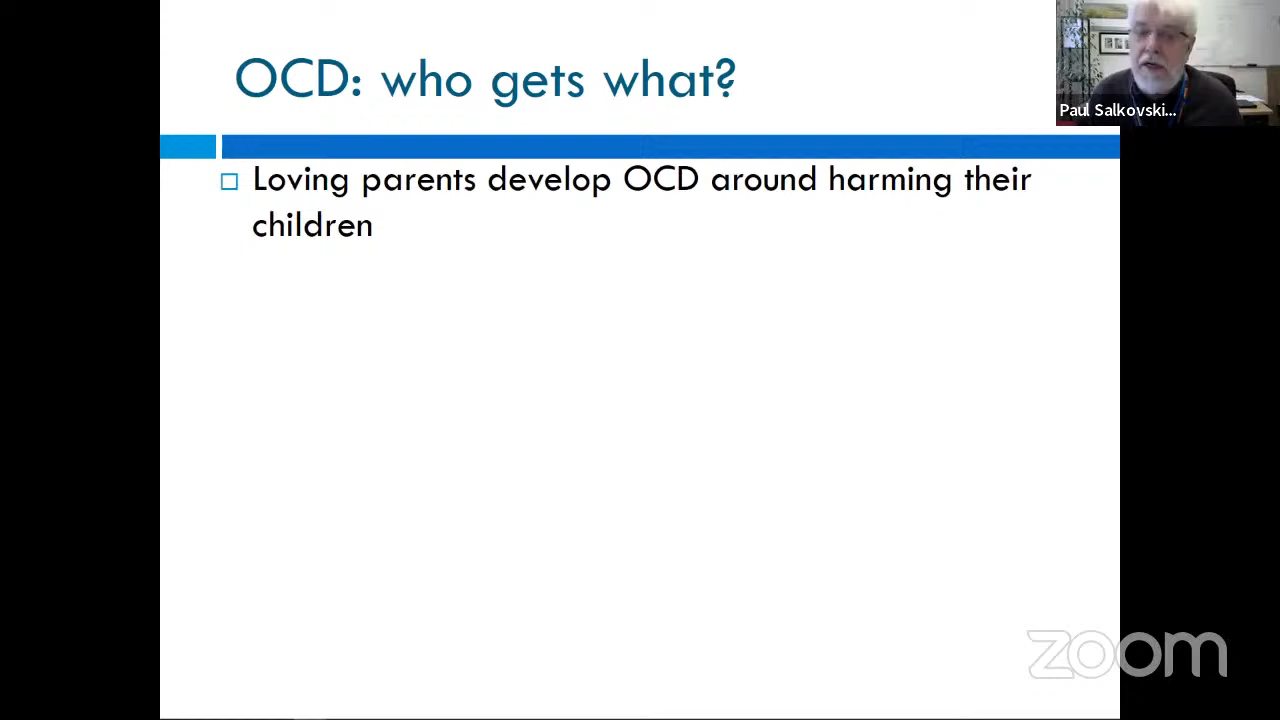 OCD: who gets what?
Paul Salkovski...
Loving parents develop OCD around harming their
children
zoom